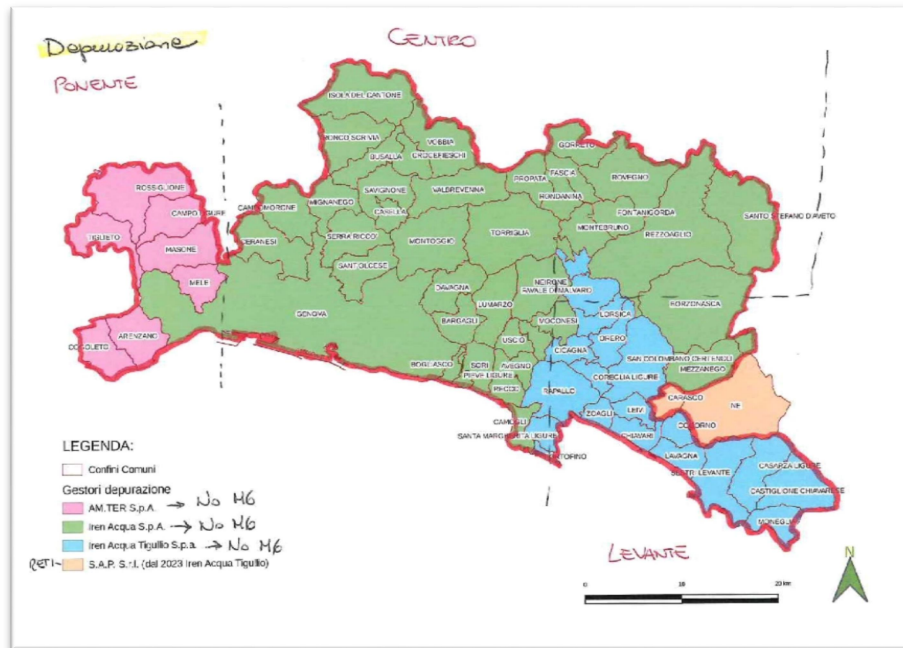 Depurazione
CENTRO
PONENTE
ISOLA DEL CANTONE
RONCO SCRIVIA
VOBBIA
CROCEFIESCHI
BUSALLA
GORRETO
ROSSIGLIONE
SAVIGNONE
VALBREVENNA
PROPATA
FASCIA
ROVEGNO
CAMPO LIGURE
CAMPOMORONE
MIGNANEGO
CASELLA
RONDANINA
FONTANIGORDA
SANTO STEFANO D'AVETO
TIGLIETO
CERANESI
SERRA RICCO'
MONTOGGIO
TORRIGLIA
MONTEBRUNO
REZZOAGLIO
MASONE
SANT'OLCESE
MELE
DAVAGNA
NEIRONE
FAVALE DI MALVARO
BORZONASCA
GENOVA
LUMARZO
LORSICA
BARGAGLI
MOCONESI
ARENZANO
USCIO
ORERO
COGOLETO
CICAGNA
SAN COLOMBANO CERTENOLI
BOGLIASCO
SORI
AVEGNO
MEZZANEGO
PIEVE LIGURE
COREGLIA LIGURE
RECCO
RAPALLO
CARASCO
NE
CAMOGLI
ZOAGLI
LEIVI
COGORNO
SANTA MARGHERITA LIGURE
CHIAVARI
PORTOFINO
LAVAGNA
SESTRI LEVANTE
CASARZA LIGURE
CASTIGLIONE CHIAVARESE
MONEGLIA
LEGENDA:
Confini Comuni
Gestori depurazione
AM.TER S.p.A. → No M6
Iren Acqua S.p.A. → No M6
Iren Acqua Tigullio S.p.a. → No M6
RETI - S.A.P. S.r.l. (dal 2023 Iren Acqua Tigullio)
LEVANTE
N
0 10 20 km